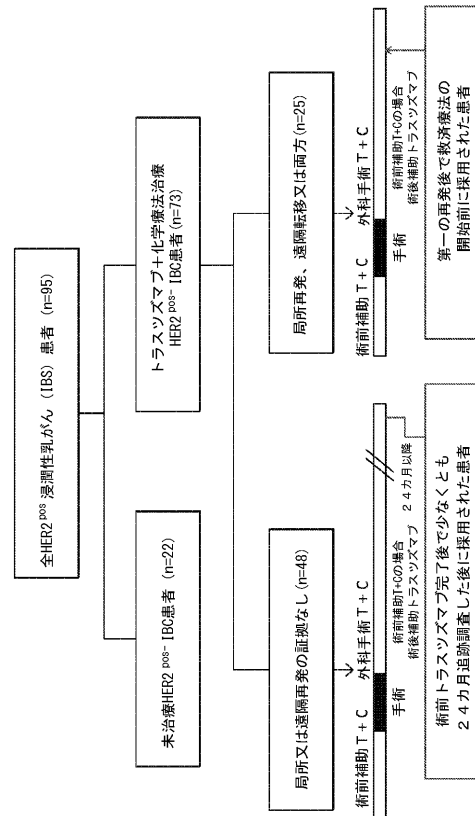 全HER2 pos 浸潤性乳がん (IBS) 患者 (n=95)
未治療HER2 pos- IBC患者 (n=22)
トラスツズマブ+化学療法治療
HER2 pos- IBC患者 (n=73)
局所又は遠隔再発の証拠なし (n=48)
局所再発、遠隔転移又は両方 (n=25)
術前補助T+C
外科手術T+C
手術
術前補助T+Cの場合
術後補助トラスツズマブ
24カ月以降
術前補助T+C
外科手術T+C
手術
術前補助T+Cの場合
術後補助トラスツズマブ
術前トラスツズマブ完了後で少なくとも
24カ月追跡調査した後に採用された患者
第一の再発後で救済療法の
開始前に採用された患者